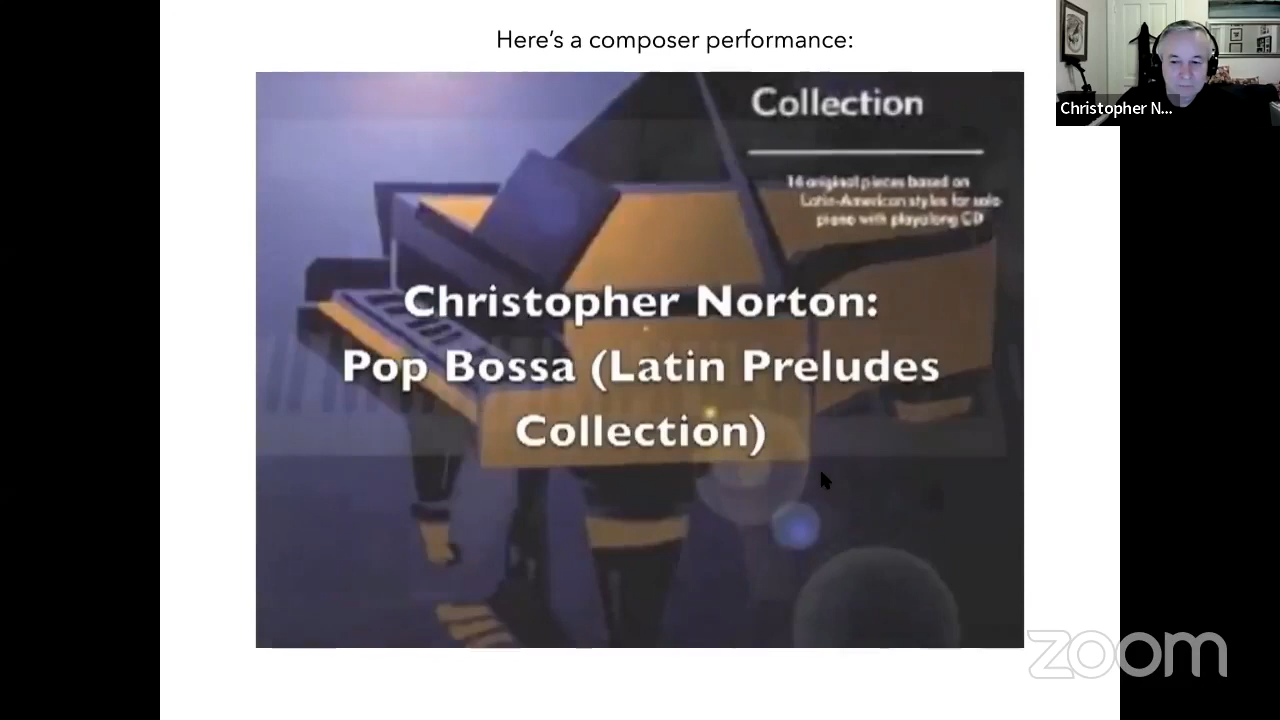 Here's a composer performance:
Collection
16 original pieces based on
Latin-American styles for solo
piano with playalong CD
Christopher Norton:
Pop Bossa (Latin Preludes
Collection)
Christopher N...
zoom